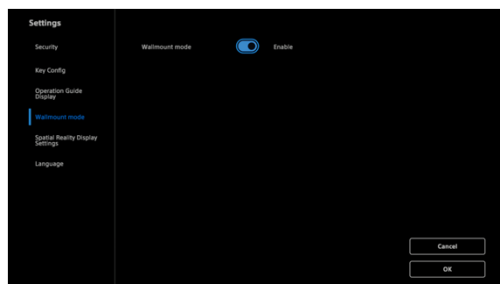 Settings
Security
Key Config
Operation Guide
Display
Wallmount mode
Spatial Reality Display
Settings
Language
Wallmount mode
Enable
Cancel
OK